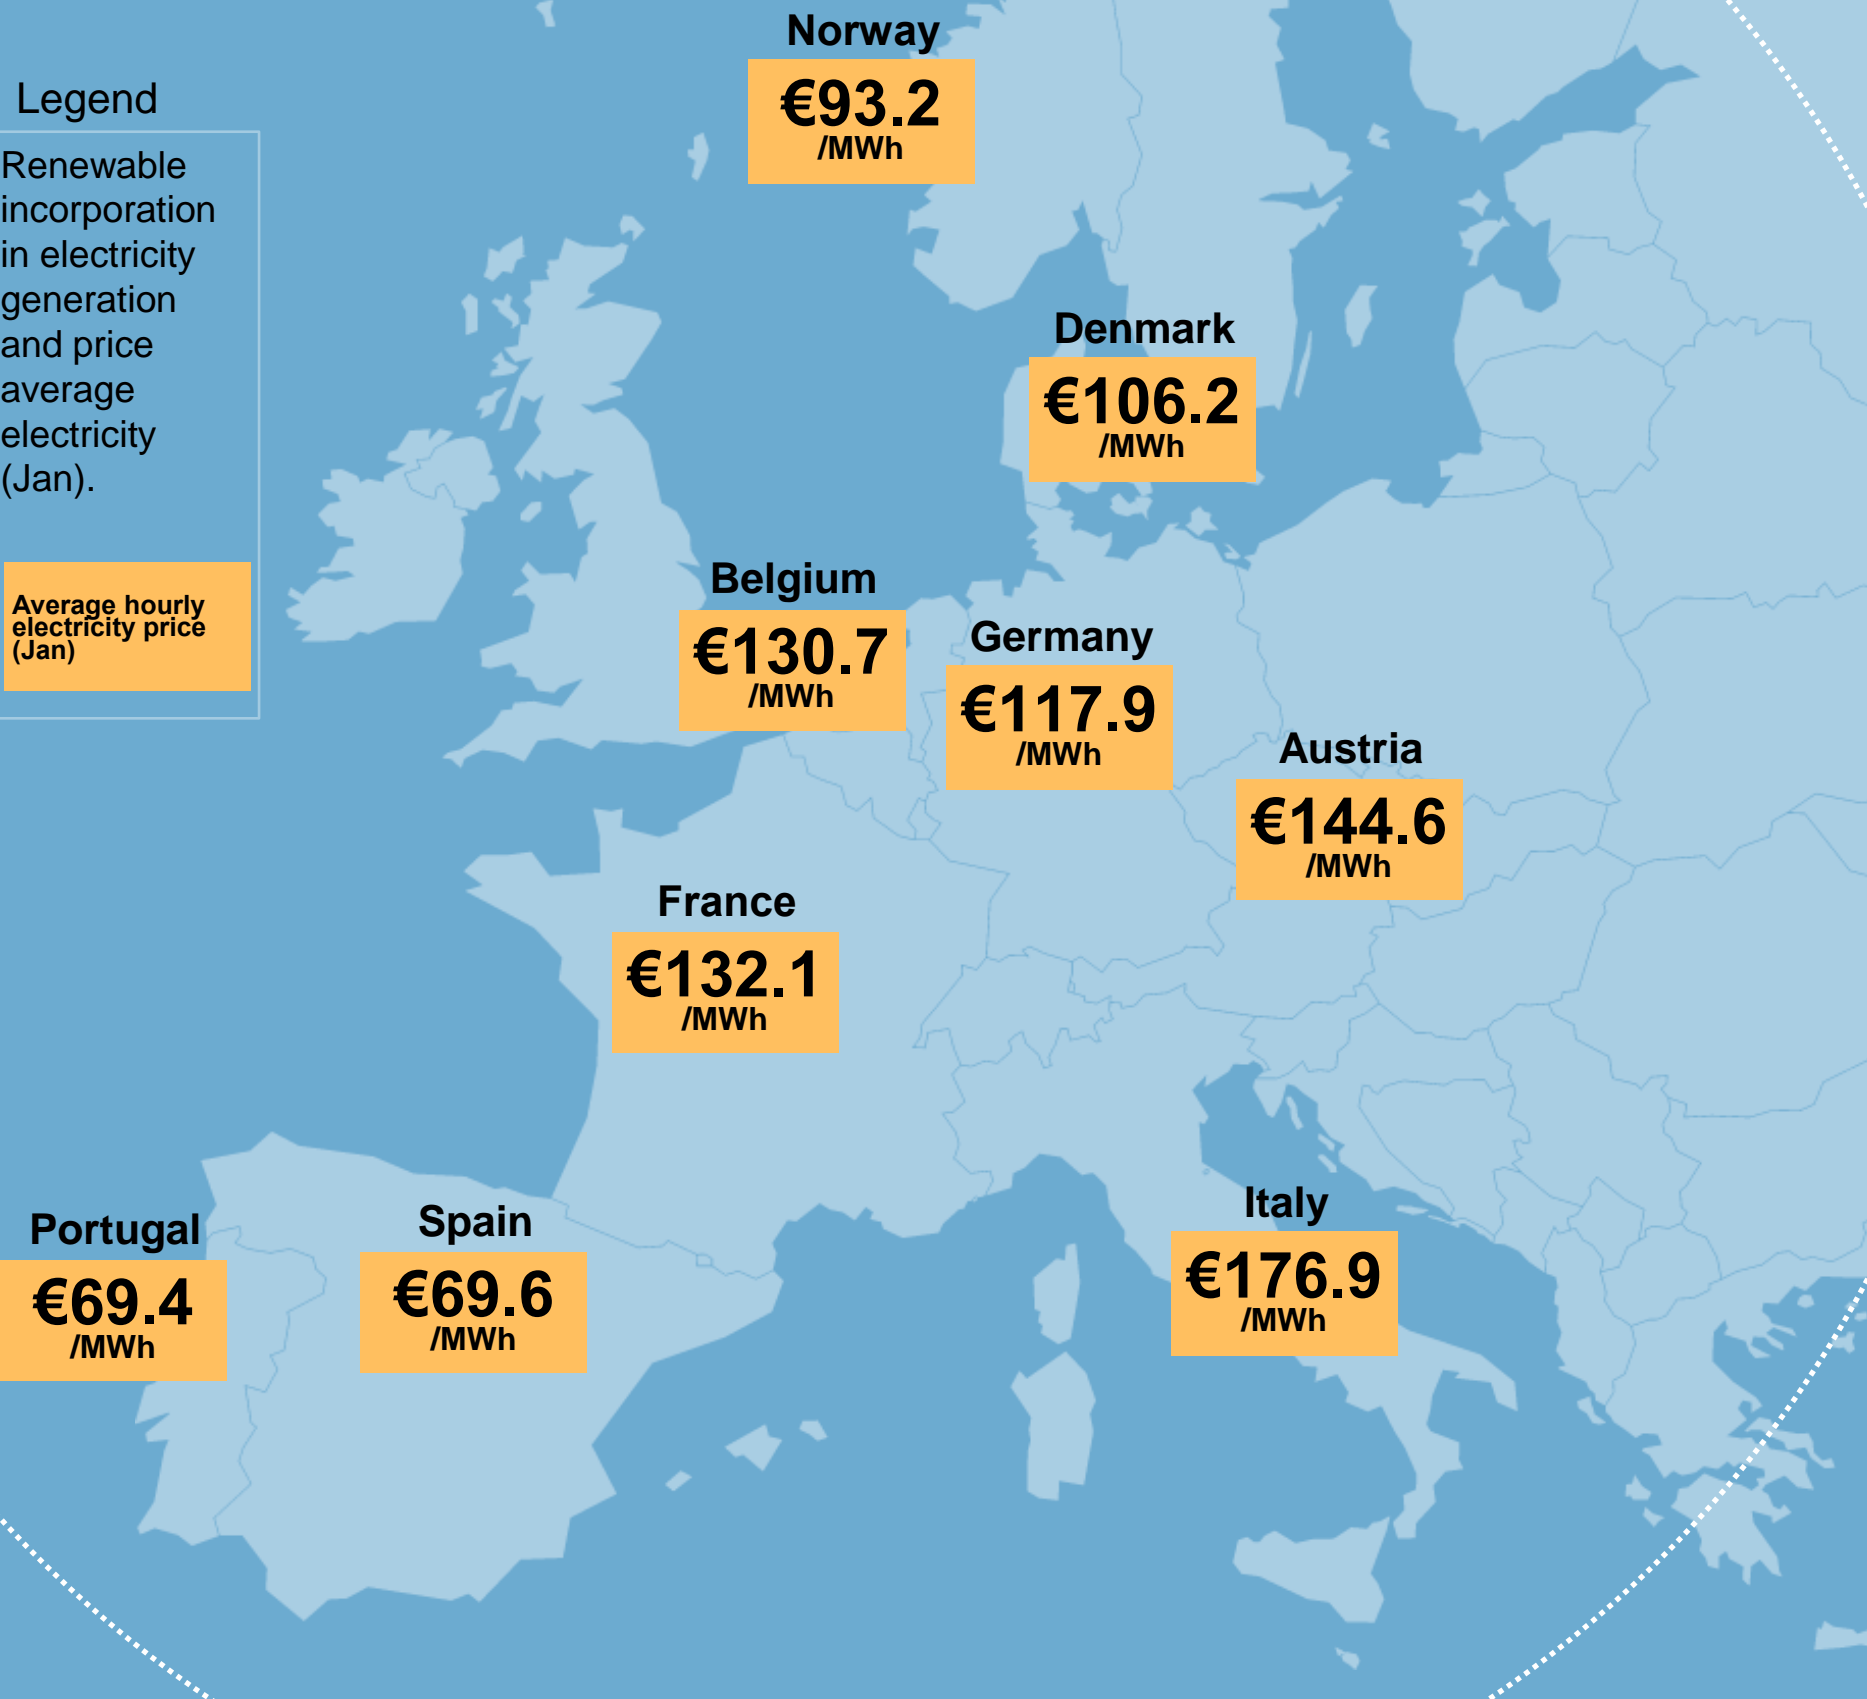 Norway
€93.2
/MWh
Legend
Renewable
incorporation
in electricity
generation
and price
average
electricity
(Jan).
Average hourly
electricity price
(Jan)
Denmark
€106.2
/MWh
Belgium
€130.7
/MWh
Germany
€117.9
/MWh
Austria
€144.6
/MWh
France
€132.1
/MWh
Portugal
€69.4
/MWh
Spain
€69.6
/MWh
Italy
€176.9
/MWh